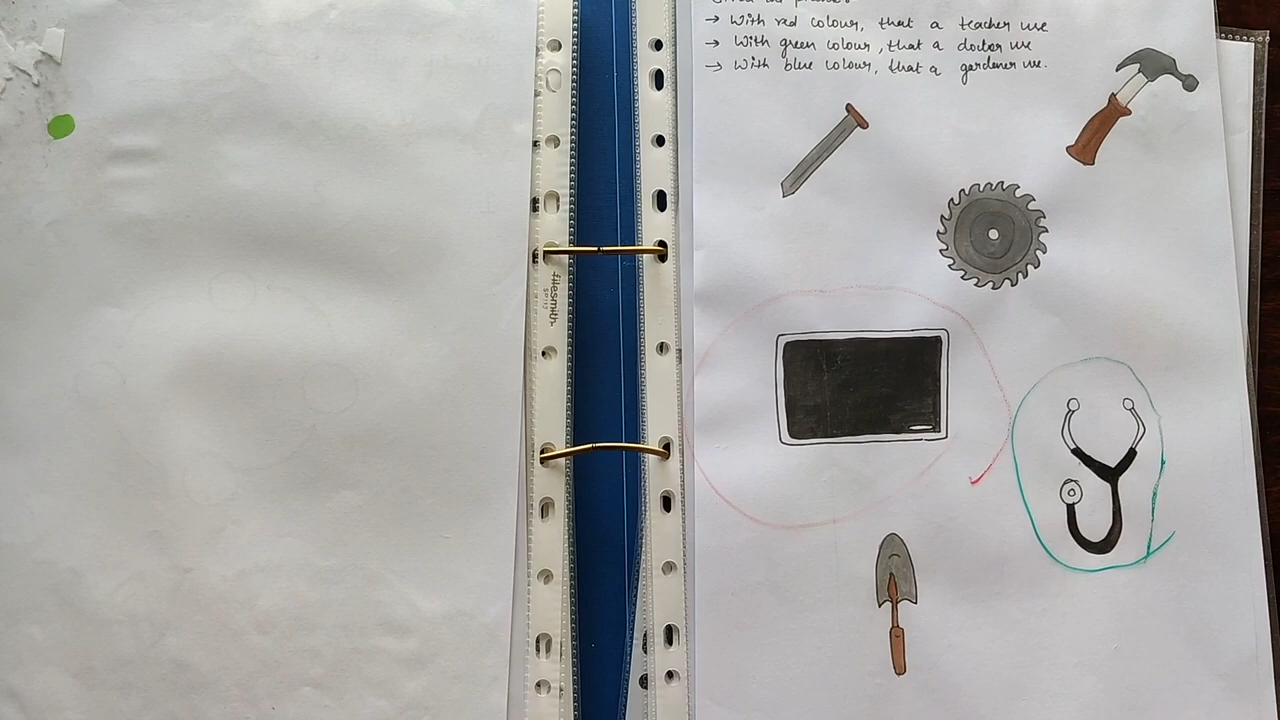 → With red colour, that a teacher use
→ With green colour, that a doctor use
→ With blue colour, that a gardener use.
filesmith